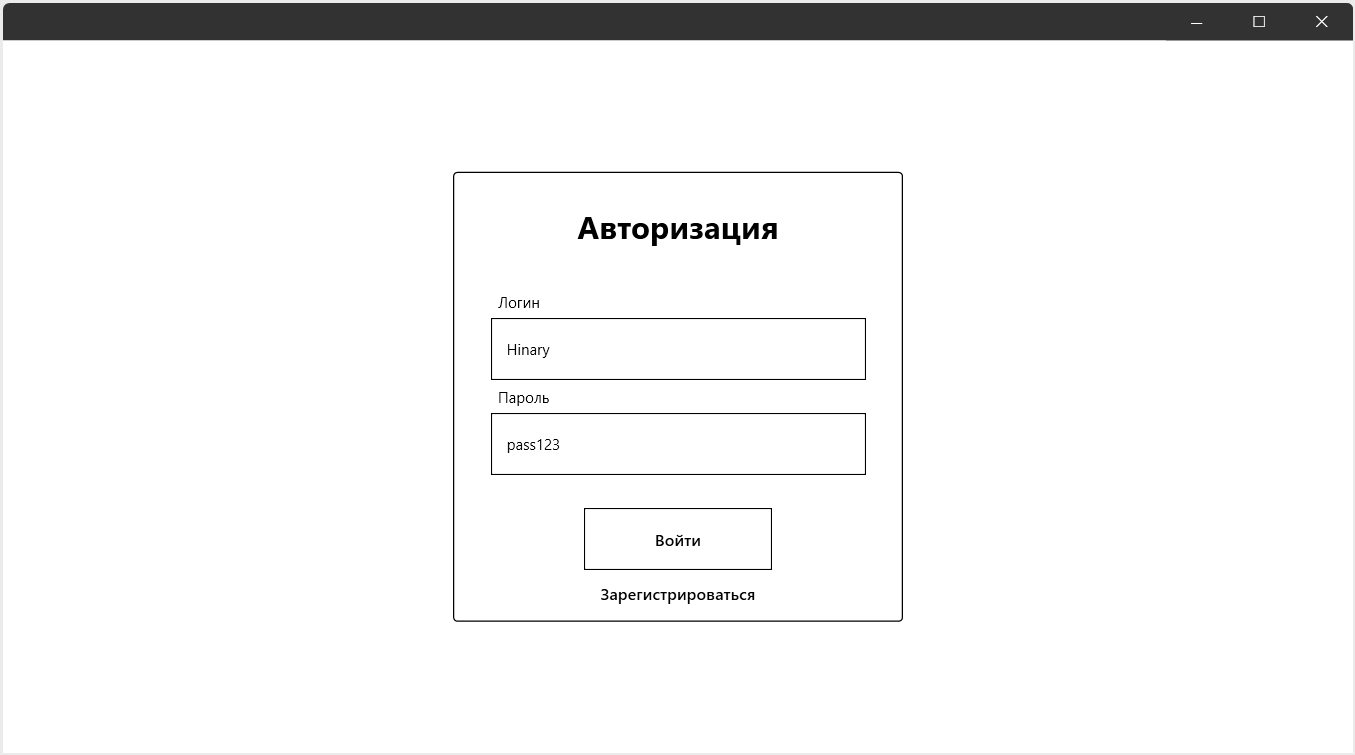 Авторизация
Логин
Hinary
Пароль
pass123
Войти
Зарегистрироваться